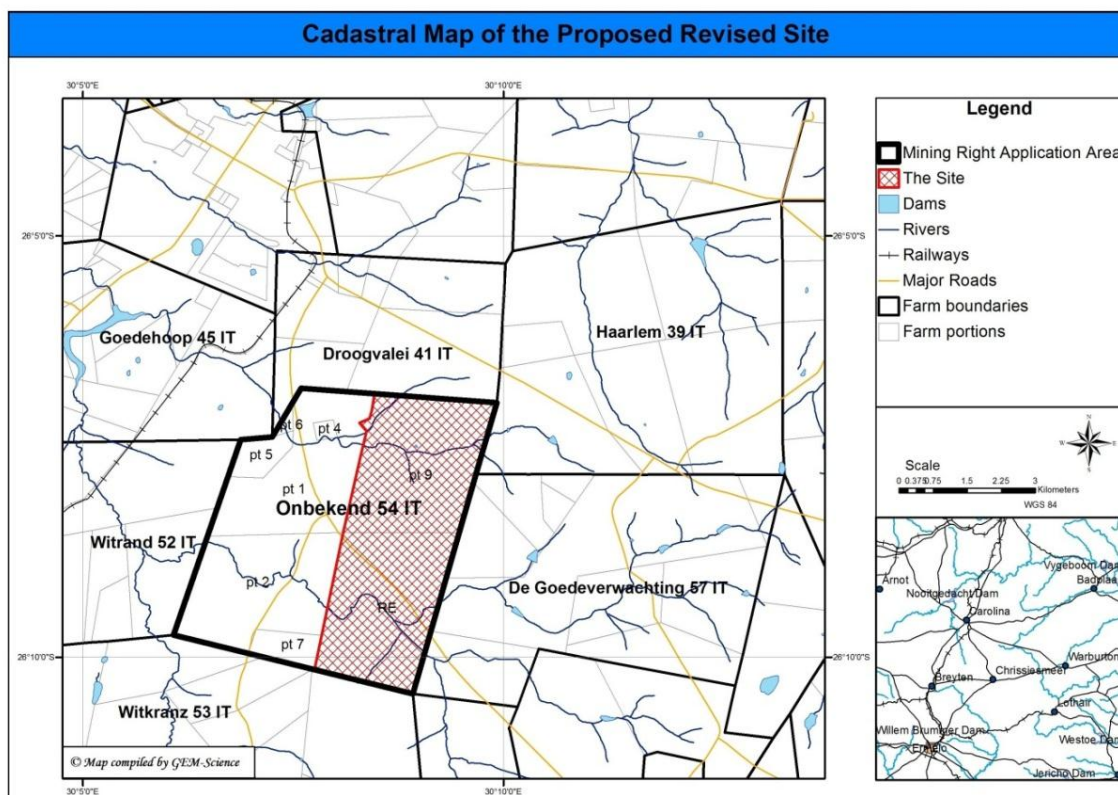 Cadastral Map of the Proposed Revised Site
30°5'0"E
30°10'0"E
26°5'0"S
26°5'0"S
Goedehoop 45 IT
Droogvalei 41 IT
Haarlem 39 IT
pt 6
pt 4
pt 5
pt 9
pt 1
Onbekend 54 IT
Witrand 52 IT
pt 2
De Goedeverwachting 57 IT
RE
pt 7
26°10'0"S
26°10'0"S
Witkranz 53 IT
© Map compiled by GEM-Science
30°5'0"E
30°10'0"E
Legend
Mining Right Application Area
The Site
Dams
Rivers
Railways
Major Roads
Farm boundaries
Farm portions
N
W E
S
Scale
0 0.375 0.75 1.5 2.25 3
Kilometers
WGS 84
Vygeboom Dam
Arnot
Badplaas
Nooitgedacht Dam
Carolina
Warburton
Chrissiesmeer
Breyten
Lothair
Willem Brummer Dam
Westoe Dam
Ermelo
Jericho Dam